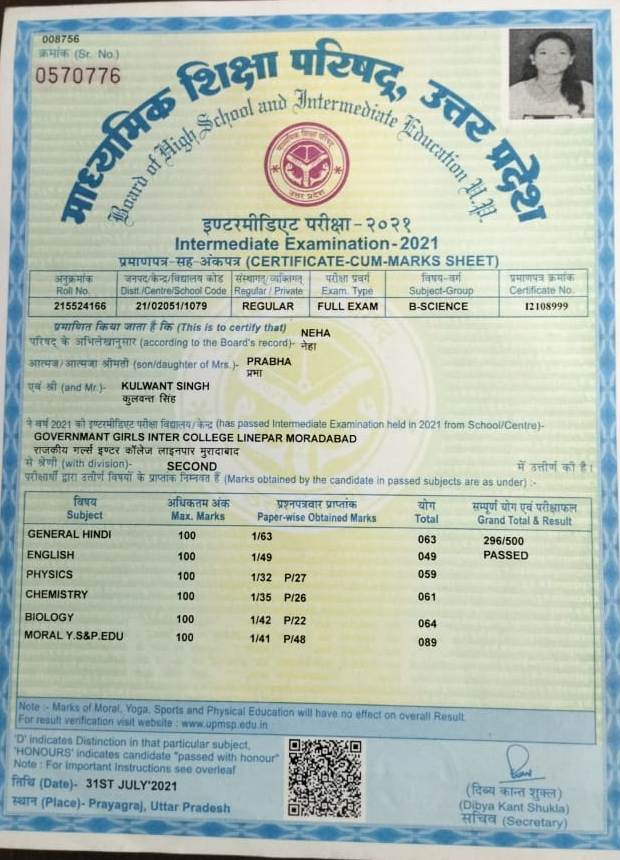 008756
क्रमांक (Sr. No.)
0570776
माध्यमिक शिक्षा परिषद्, उत्तर प्रदेश
Board of High School and Intermediate Education U.P.
माध्यमिक शिक्षा परिषद्
उत्तर प्रदेश
इण्टरमीडिएट परीक्षा - २०२१
Intermediate Examination - 2021
प्रमाणपत्र-सह-अंकपत्र (CERTIFICATE-CUM-MARKS SHEET)
अनुक्रमांक जनपद/केन्द्र/विद्यालय कोड संस्थागत/व्यक्तिगत परीक्षा प्रवर्ग विषय-वर्ग प्रमाणपत्र क्रमांक
Roll No. Distt./Centre/School Code Regular / Private Exam. Type Subject-Group Certificate No.
215524166 21/02051/1079 REGULAR FULL EXAM B-SCIENCE 12108999
प्रमाणित किया जाता है कि (This is to certify that) NEHA
परिषद् के अभिलेखानुसार (according to the Board's record)- नेहा
आत्मज/आत्मजा श्रीमती (son/daughter of Mrs.)- PRABHA
प्रभा
एवं श्री (and Mr.)- KULWANT SINGH
कुलवन्त सिंह
ने वर्ष 2021 की इण्टरमीडिएट परीक्षा विद्यालय/केन्द्र (has passed Intermediate Examination held in 2021 from School/Centre)-
GOVERNMANT GIRLS INTER COLLEGE LINEPAR MORADABAD
राजकीय गर्ल्स इण्टर कॉलेज लाइनपार मुरादाबाद
से श्रेणी (with division)- SECOND में उत्तीर्ण की है।
परीक्षार्थी द्वारा उत्तीर्ण विषयों के प्राप्तांक निम्नवत हैं (Marks obtained by the candidate in passed subjects are as under) :-
विषय अधिकतम अंक प्रश्नपत्रवार प्राप्तांक योग सम्पूर्ण योग एवं परीक्षाफल
Subject Max. Marks Paper-wise Obtained Marks Total Grand Total & Result
GENERAL HINDI 100 1/63 063 296/500
ENGLISH 100 1/49 049 PASSED
PHYSICS 100 1/32 P/27 059
CHEMISTRY 100 1/35 P/26 061
BIOLOGY 100 1/42 P/22 064
MORAL Y.S&P.EDU 100 1/41 P/48 089
Note :- Marks of Moral, Yoga, Sports and Physical Education will have no effect on overall Result.
For result verification visit website : www.upmsp.edu.in
'D' indicates Distinction in that particular subject,
'HONOURS' indicates candidate "passed with honour"
Note : For Important Instructions see overleaf
तिथि (Date)- 31ST JULY'2021
स्थान (Place)- Prayagraj, Uttar Pradesh
(दिव्य कान्त शुक्ल)
(Dibya Kant Shukla)
सचिव (Secretary)